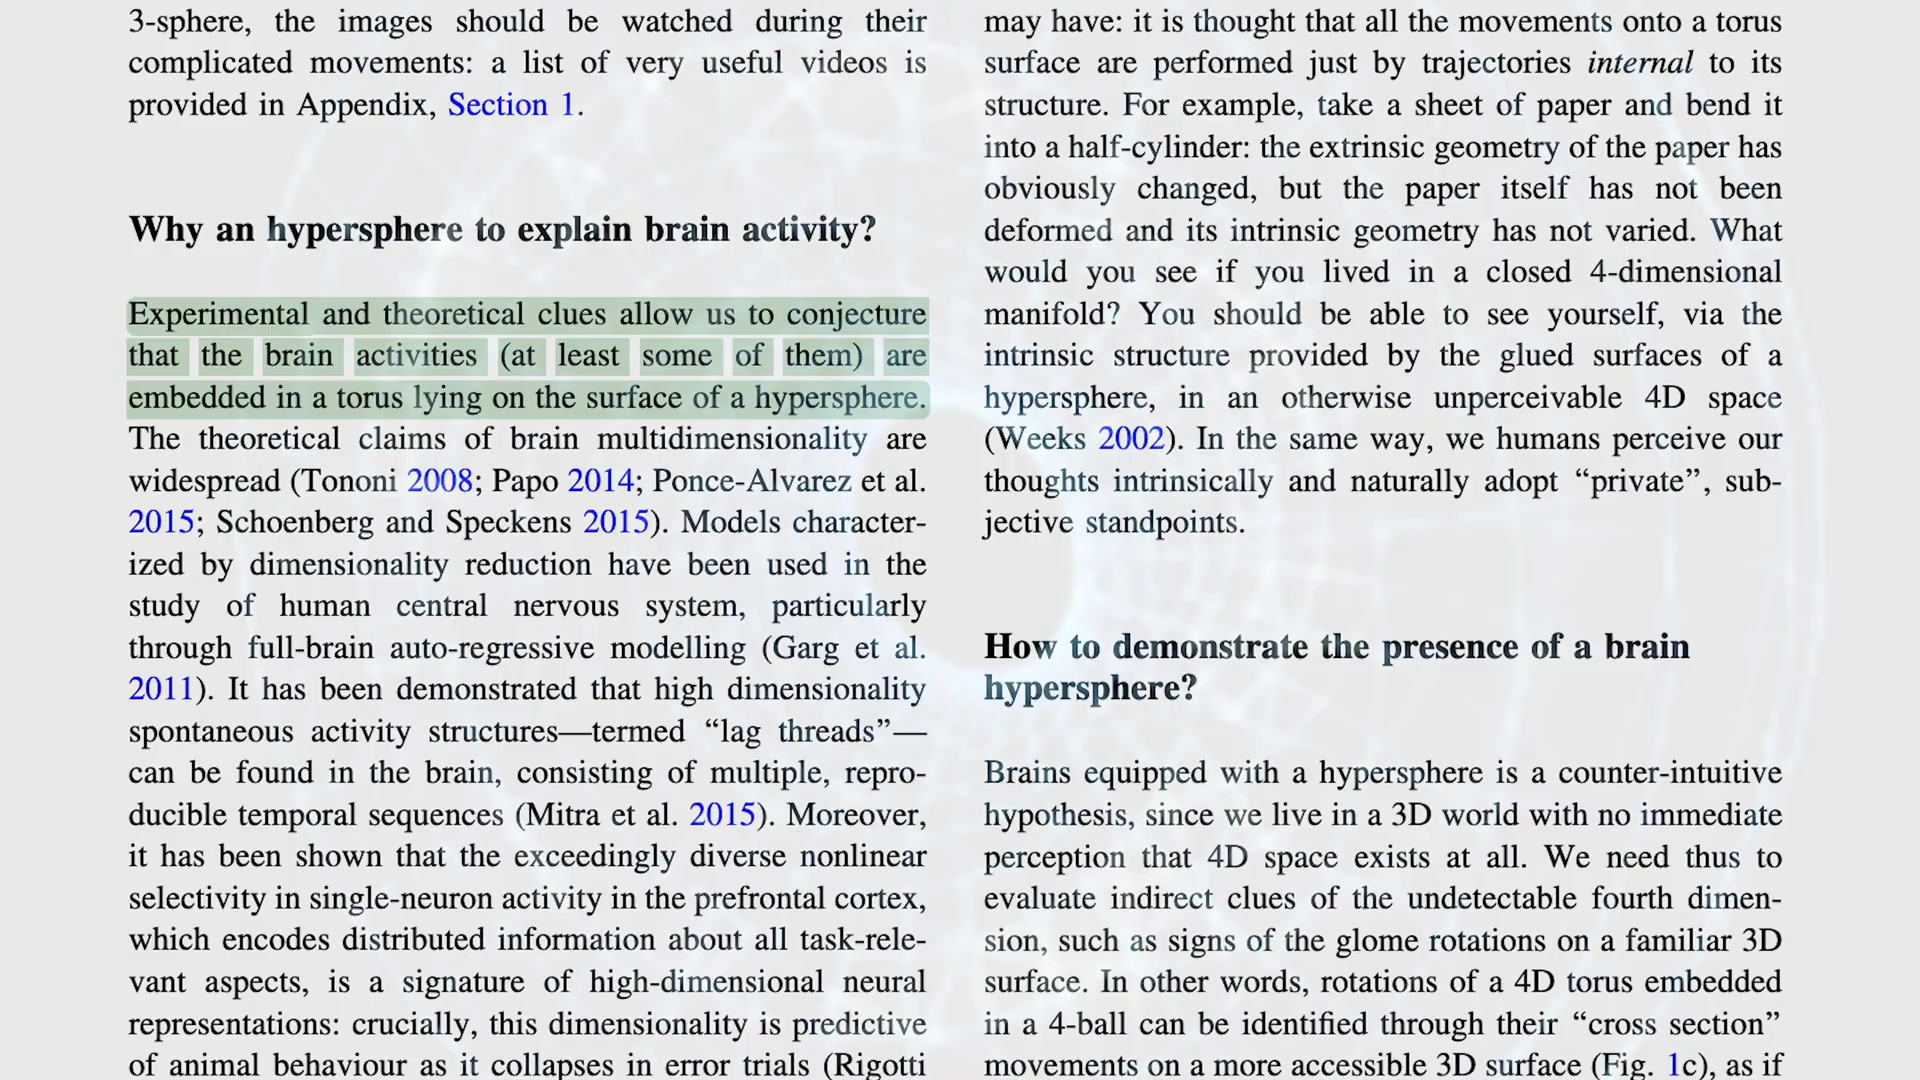 3-sphere, the images should be watched during their
complicated movements: a list of very useful videos is
provided in Appendix, Section 1.
Why an hypersphere to explain brain activity?
Experimental and theoretical clues allow us to conjecture
that the brain activities (at least some of them) are
embedded in a torus lying on the surface of a hypersphere.
The theoretical claims of brain multidimensionality are
widespread (Tononi 2008; Papo 2014; Ponce-Alvarez et al.
2015; Schoenberg and Speckens 2015). Models character-
ized by dimensionality reduction have been used in the
study of human central nervous system, particularly
through full-brain auto-regressive modelling (Garg et al.
2011). It has been demonstrated that high dimensionality
spontaneous activity structures—termed “lag threads”—
can be found in the brain, consisting of multiple, repro-
ducible temporal sequences (Mitra et al. 2015). Moreover,
it has been shown that the exceedingly diverse nonlinear
selectivity in single-neuron activity in the prefrontal cortex,
which encodes distributed information about all task-rele-
vant aspects, is a signature of high-dimensional neural
representations: crucially, this dimensionality is predictive
of animal behaviour as it collapses in error trials (Rigotti
may have: it is thought that all the movements onto a torus
surface are performed just by trajectories internal to its
structure. For example, take a sheet of paper and bend it
into a half-cylinder: the extrinsic geometry of the paper has
obviously changed, but the paper itself has not been
deformed and its intrinsic geometry has not varied. What
would you see if you lived in a closed 4-dimensional
manifold? You should be able to see yourself, via the
intrinsic structure provided by the glued surfaces of a
hypersphere, in an otherwise unperceivable 4D space
(Weeks 2002). In the same way, we humans perceive our
thoughts intrinsically and naturally adopt “private”, sub-
jective standpoints.
How to demonstrate the presence of a brain
hypersphere?
Brains equipped with a hypersphere is a counter-intuitive
hypothesis, since we live in a 3D world with no immediate
perception that 4D space exists at all. We need thus to
evaluate indirect clues of the undetectable fourth dimen-
sion, such as signs of the glome rotations on a familiar 3D
surface. In other words, rotations of a 4D torus embedded
in a 4-ball can be identified through their “cross section”
movements on a more accessible 3D surface (Fig. 1c), as if